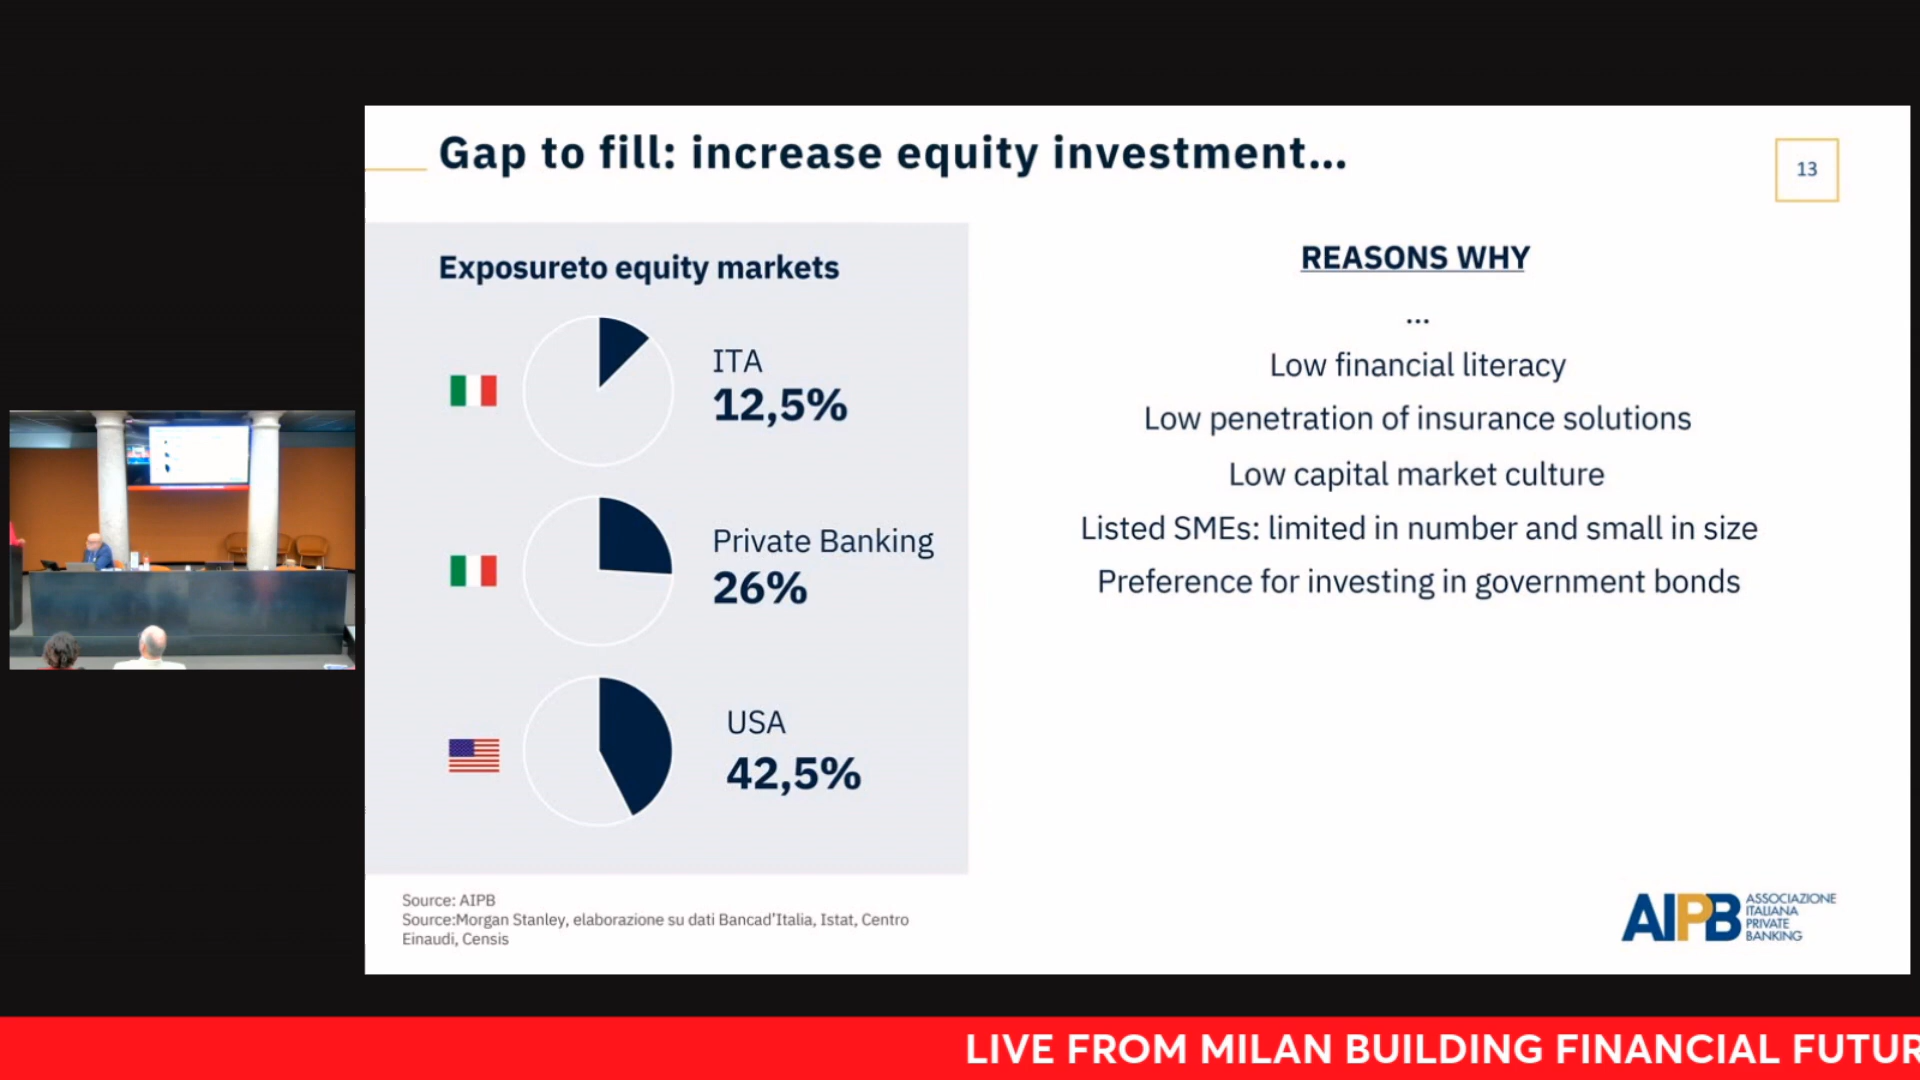 Gap to fill: increase equity investment...
13
Exposureto equity markets
ITA
12,5%
Private Banking
26%
USA
42,5%
REASONS WHY
...
Low financial literacy
Low penetration of insurance solutions
Low capital market culture
Listed SMEs: limited in number and small in size
Preference for investing in government bonds
Source: AIPB
Source:Morgan Stanley, elaborazione su dati Bancad'Italia, Istat, Centro
Einaudi, Censis
AIPB
ASSOCIAZIONE
ITALIANA
PRIVATE
BANKING
LIVE FROM MILAN BUILDING FINANCIAL FUTUR